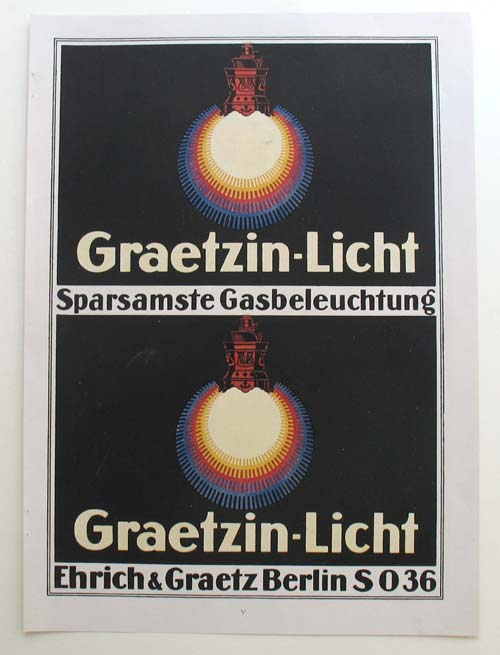 Graetzin-Licht
Sparsamste Gasbeleuchtung
Graetzin-Licht
Ehrich & Graetz Berlin S O 36